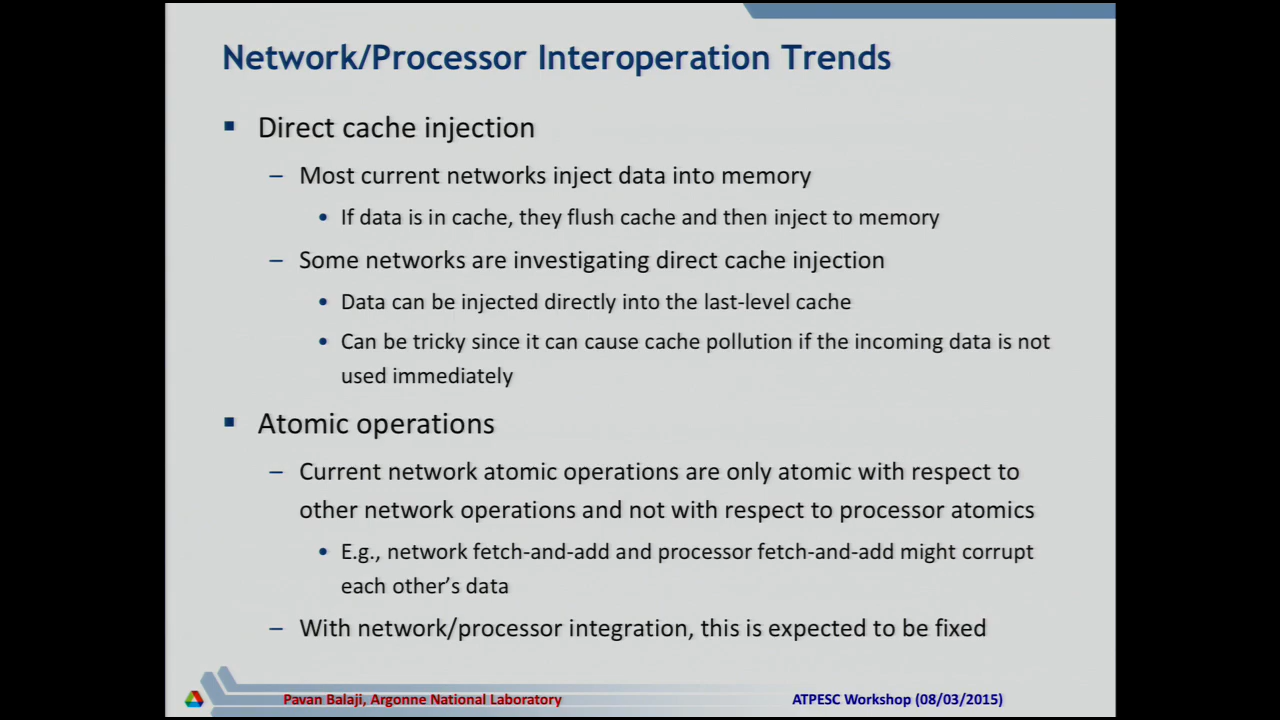 Network/Processor Interoperation Trends
▪ Direct cache injection
– Most current networks inject data into memory
• If data is in cache, they flush cache and then inject to memory
– Some networks are investigating direct cache injection
• Data can be injected directly into the last-level cache
• Can be tricky since it can cause cache pollution if the incoming data is not
used immediately
▪ Atomic operations
– Current network atomic operations are only atomic with respect to
other network operations and not with respect to processor atomics
• E.g., network fetch-and-add and processor fetch-and-add might corrupt
each other’s data
– With network/processor integration, this is expected to be fixed
Pavan Balaji, Argonne National Laboratory
ATPESC Workshop (08/03/2015)